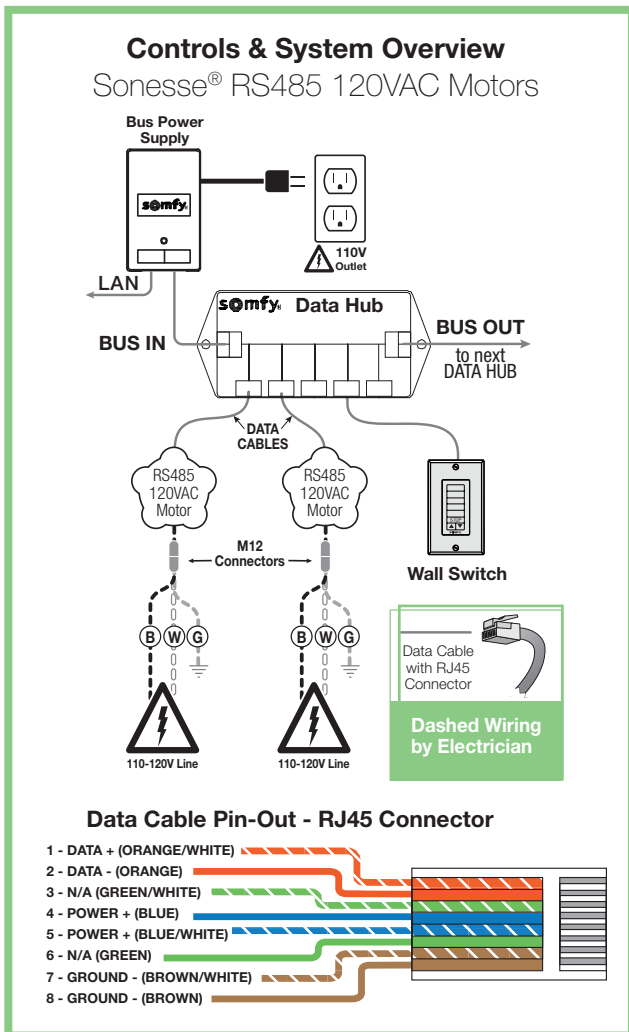 Controls & System Overview
Sonesse® RS485 120VAC Motors
Bus Power
Supply
somfy®
110V
Outlet
LAN
somfy® Data Hub
BUS IN
BUS OUT
to next
DATA HUB
DATA
CABLES
RS485
120VAC
Motor
RS485
120VAC
Motor
STOP
M12
Connectors
Wall Switch
B W G
B W G
Data Cable
with RJ45
Connector
Dashed Wiring
by Electrician
110-120V Line
110-120V Line
Data Cable Pin-Out - RJ45 Connector
1 - DATA + (ORANGE/WHITE)
2 - DATA - (ORANGE)
3 - N/A (GREEN/WHITE)
4 - POWER + (BLUE)
5 - POWER + (BLUE/WHITE)
6 - N/A (GREEN)
7 - GROUND - (BROWN/WHITE)
8 - GROUND - (BROWN)